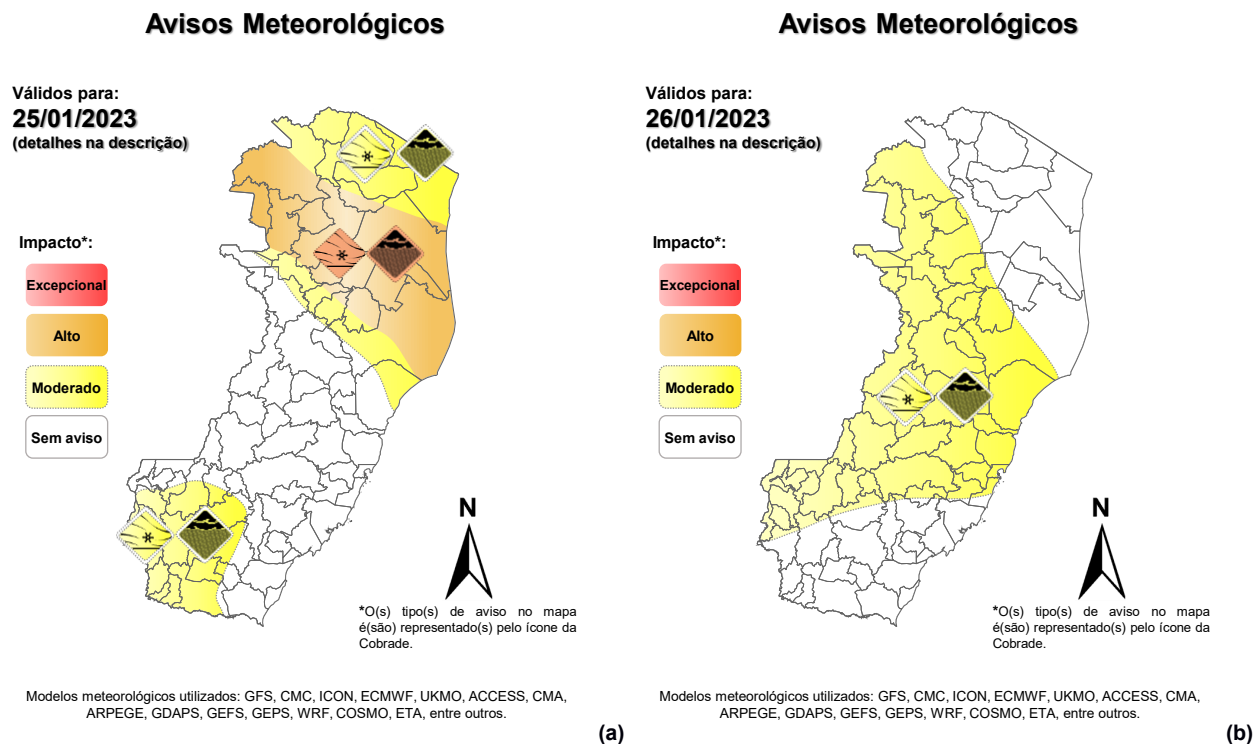 Avisos Meteorológicos
Válidos para:
25/01/2023
(detalhes na descrição)
Impacto*:
Excepcional
Alto
Moderado
Sem aviso
N
*O(s) tipo(s) de aviso no mapa
é(são) representado(s) pelo ícone da
Cobrade.
Modelos meteorológicos utilizados: GFS, CMC, ICON, ECMWF, UKMO, ACCESS, CMA,
ARPEGE, GDAPS, GEFS, GEPS, WRF, COSMO, ETA, entre outros.
(a)
Avisos Meteorológicos
Válidos para:
26/01/2023
(detalhes na descrição)
Impacto*:
Excepcional
Alto
Moderado
Sem aviso
N
*O(s) tipo(s) de aviso no mapa
é(são) representado(s) pelo ícone da
Cobrade.
Modelos meteorológicos utilizados: GFS, CMC, ICON, ECMWF, UKMO, ACCESS, CMA,
ARPEGE, GDAPS, GEFS, GEPS, WRF, COSMO, ETA, entre outros.
(b)